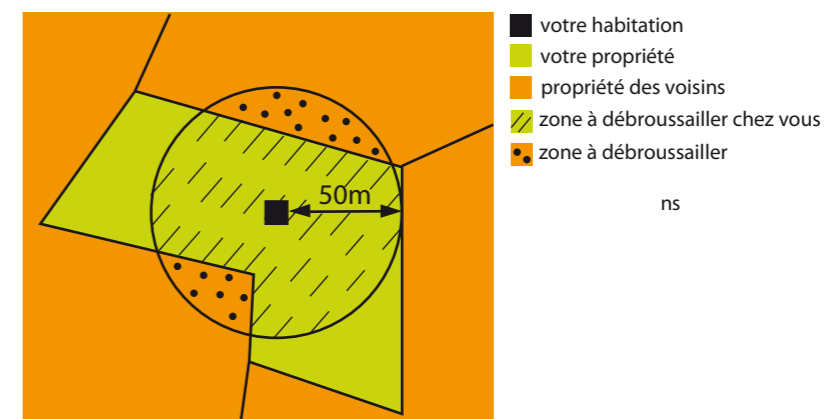 votre habitation
votre propriété
propriété des voisins
zone à débroussailler chez vous
zone à débroussailler
ns
50m